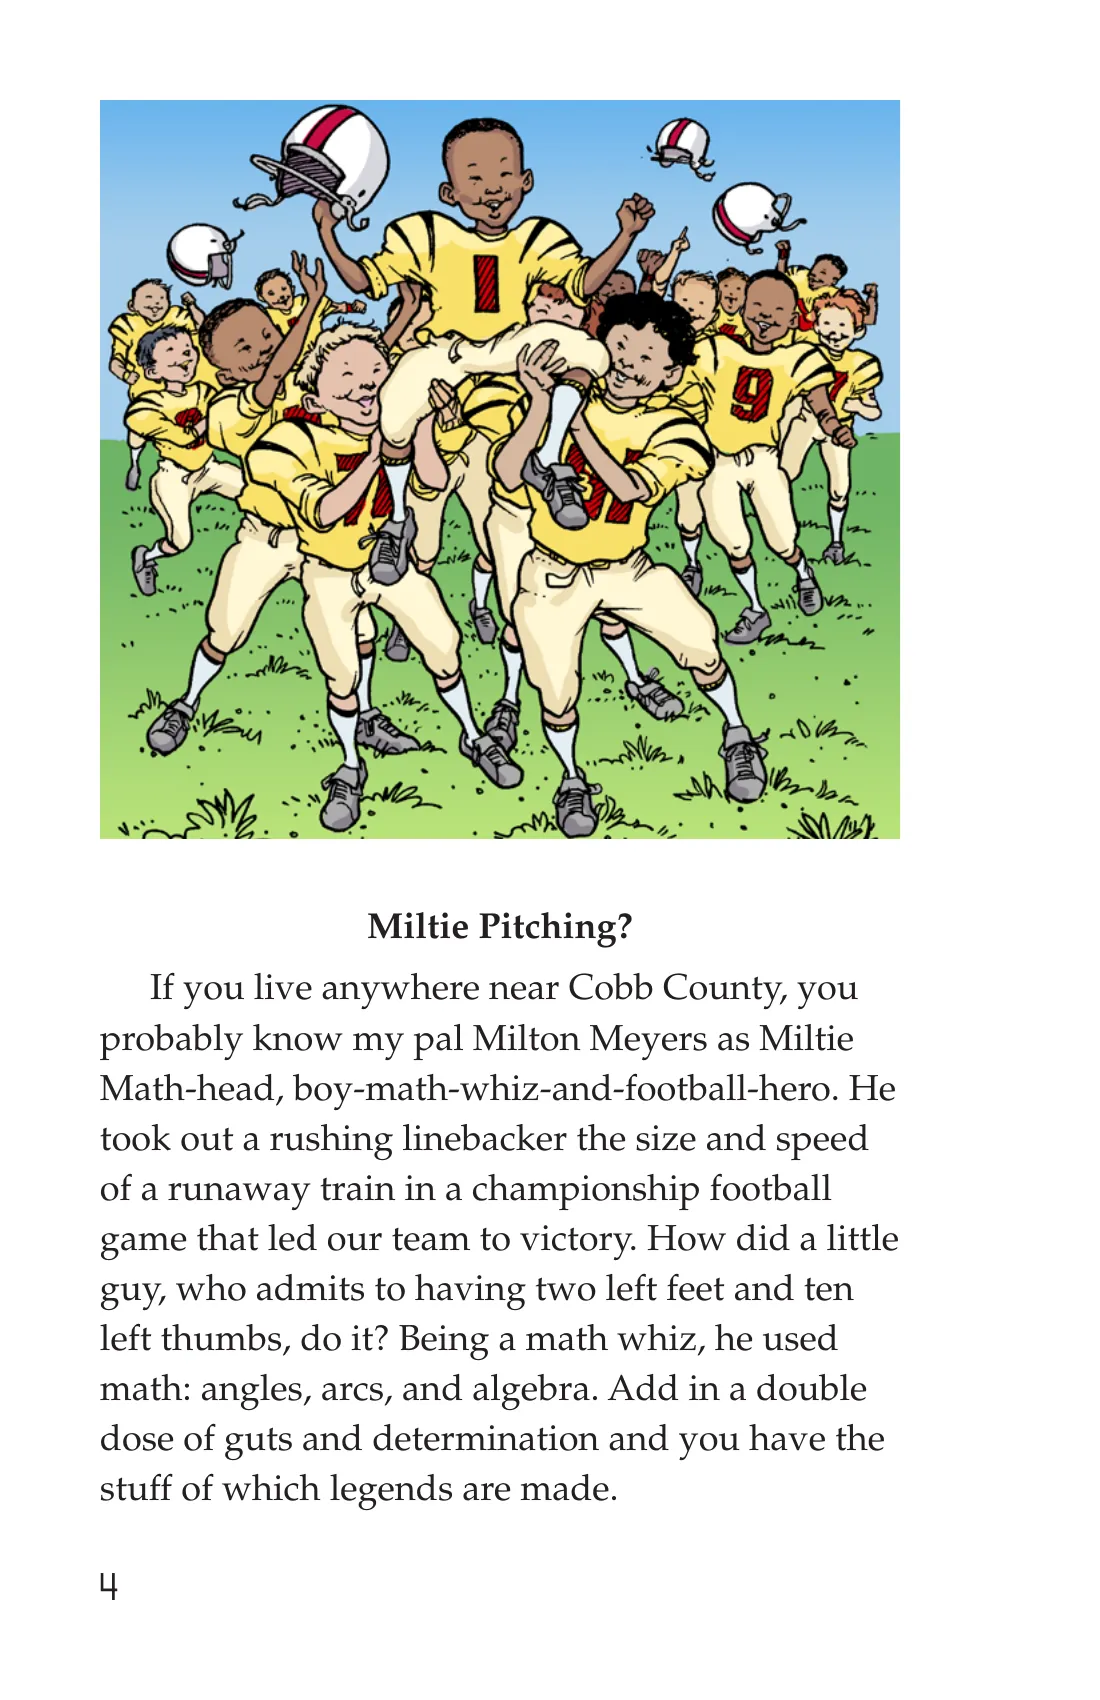 1
9
Miltie Pitching?
If you live anywhere near Cobb County, you
probably know my pal Milton Meyers as Miltie
Math-head, boy-math-whiz-and-football-hero. He
took out a rushing linebacker the size and speed
of a runaway train in a championship football
game that led our team to victory. How did a little
guy, who admits to having two left feet and ten
left thumbs, do it? Being a math whiz, he used
math: angles, arcs, and algebra. Add in a double
dose of guts and determination and you have the
stuff of which legends are made.
4